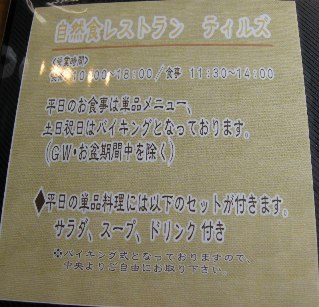 自然食レストラン ティルズ
《営業時間》
10:00~16:00/食事 11:30~14:00
平日のお食事は単品メニュー、
土日祝日はバイキングとなっております。
(GW・お盆期間中を除く)
◆平日の単品料理には以下のセットが付きます。
サラダ、スープ、ドリンク 付き
※バイキング式となっておりますので、
中央よりご自由にお取り下さい。